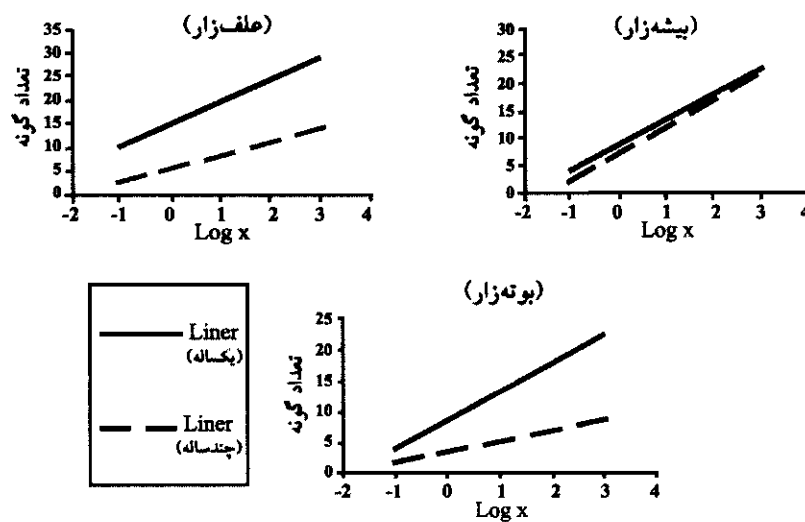 (علف‌زار)
تعداد گونه
35
30
25
20
15
10
5
0
-2 -1 0 1 2 3 4
Log x
(بیشه‌زار)
تعداد گونه
30
25
20
15
10
5
0
-2 -1 0 1 2 3 4
Log x
Liner
(یکساله)
Liner
(چندساله)
(بوته‌زار)
تعداد گونه
25
20
15
10
5
0
-2 -1 0 1 2 3 4
Log x